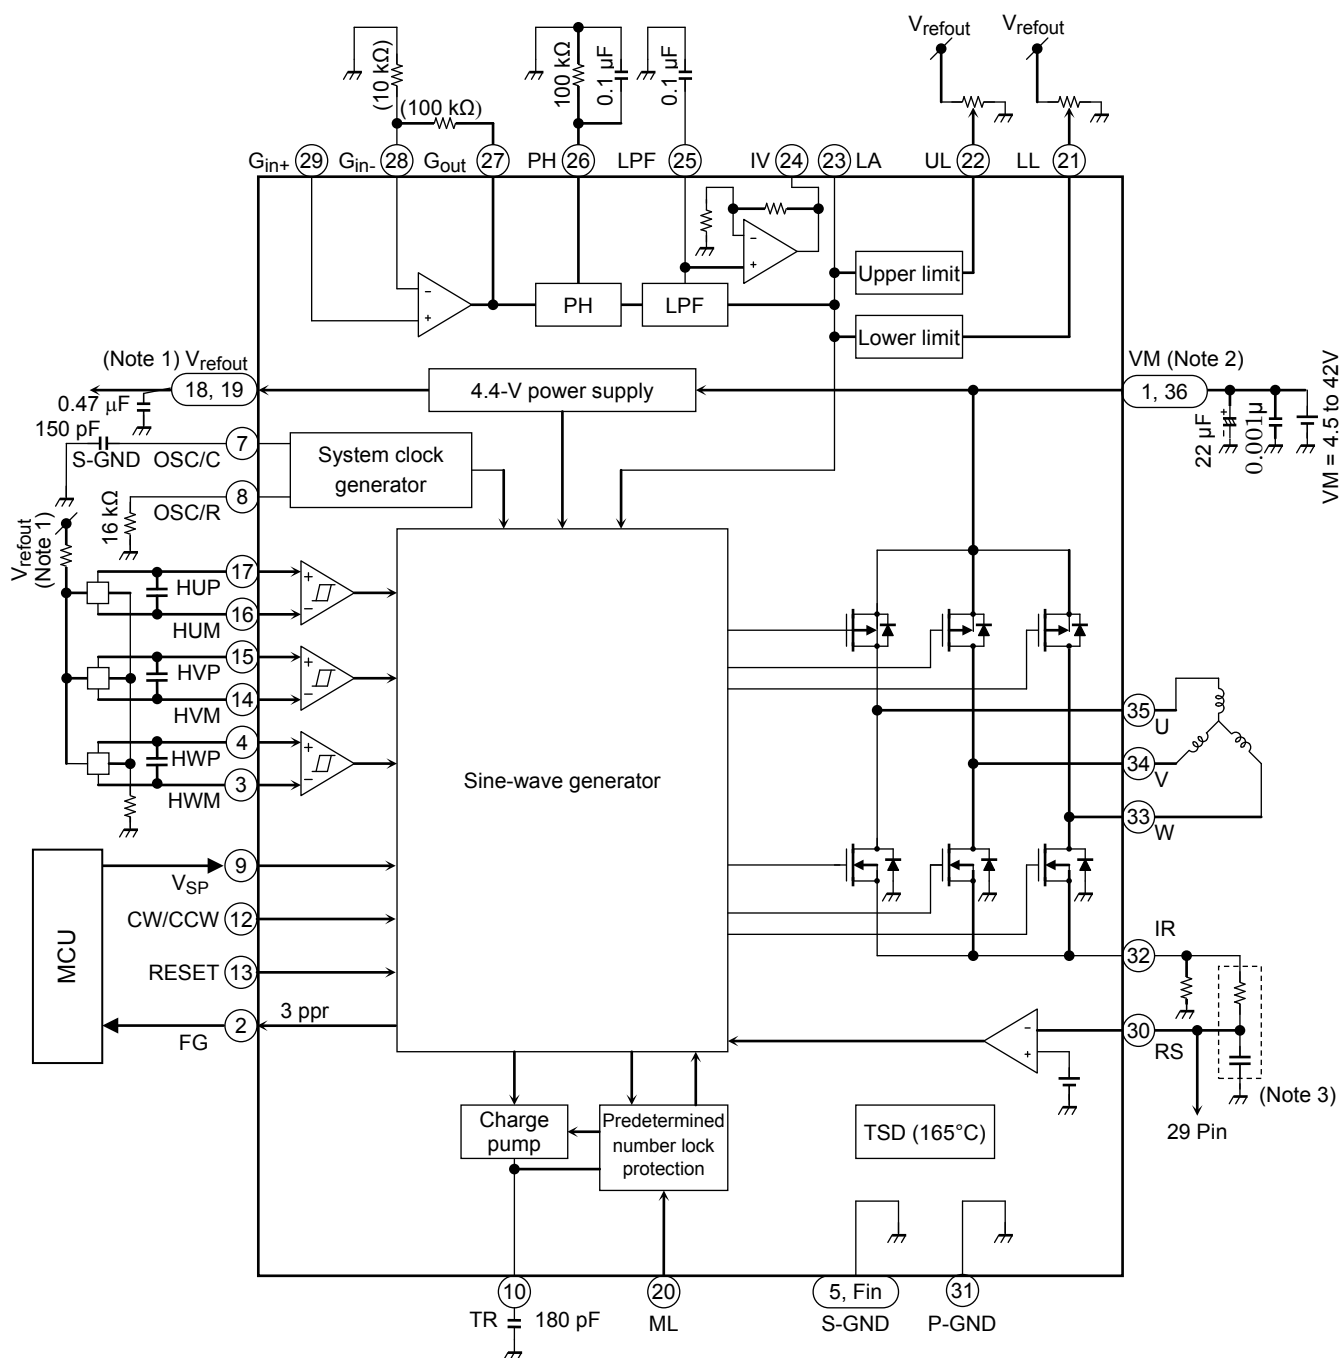 Vrefout
Vrefout
(10 kΩ)
(100 kΩ)
100 kΩ
0.1 μF
0.1 μF
Gin+ 29
Gin- 28
Gout 27
PH 26
LPF 25
IV 24
23 LA
UL 22
LL 21
Upper limit
PH
LPF
Lower limit
(Note 1) Vrefout
18, 19
0.47 μF
4.4-V power supply
VM (Note 2)
1, 36
22 μF
0.001μ
VM = 4.5 to 42V
150 pF
S-GND
OSC/C
7
System clock
generator
8
OSC/R
16 kΩ
Vrefout
(Note 1)
17
HUP
16
HUM
15
HVP
14
HVM
4
HWP
3
HWM
Sine-wave generator
35
U
34
V
33
W
MCU
9
VSP
CW/CCW 12
RESET 13
3 ppr
2
FG
IR
32
30
RS
(Note 3)
29 Pin
Charge
pump
Predetermined
number lock
protection
TSD (165°C)
10
TR
180 pF
20
ML
5, Fin
S-GND
31
P-GND